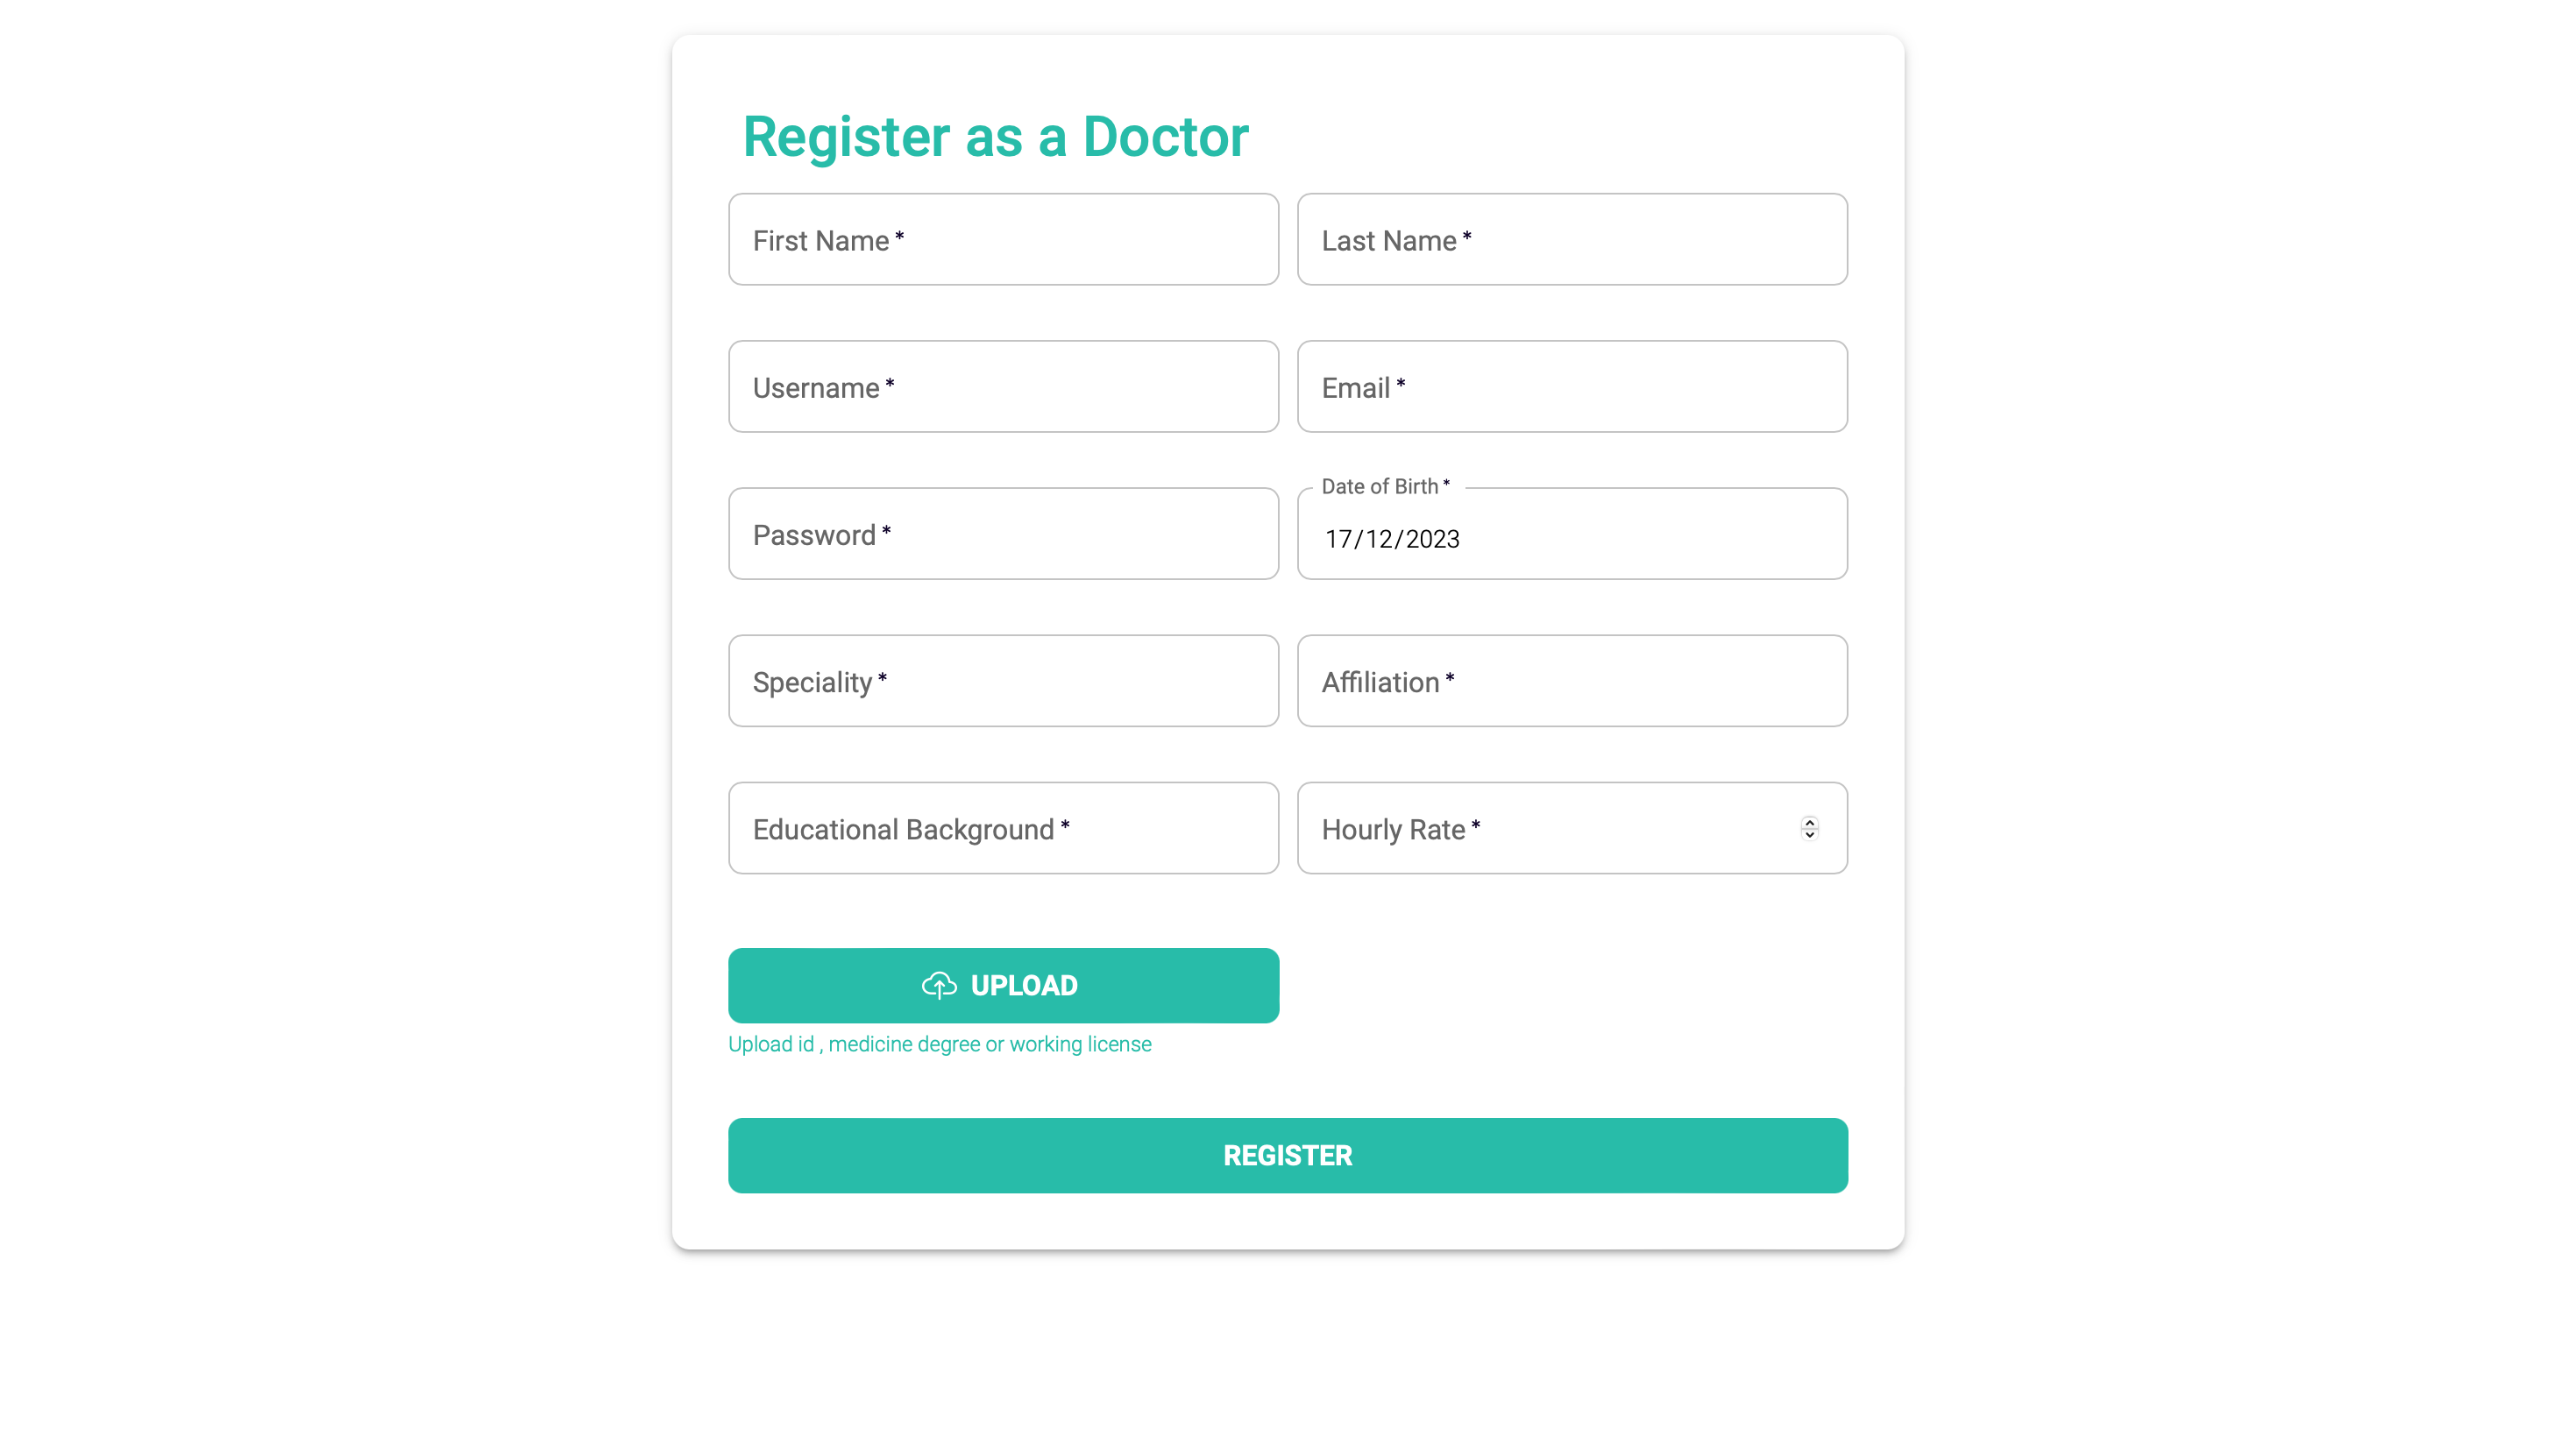 Register as a Doctor
First Name *
Last Name *
Username *
Email *
Password *
Date of Birth *
17/12/2023
Speciality *
Affiliation *
Educational Background *
Hourly Rate *
UPLOAD
Upload id , medicine degree or working license
REGISTER